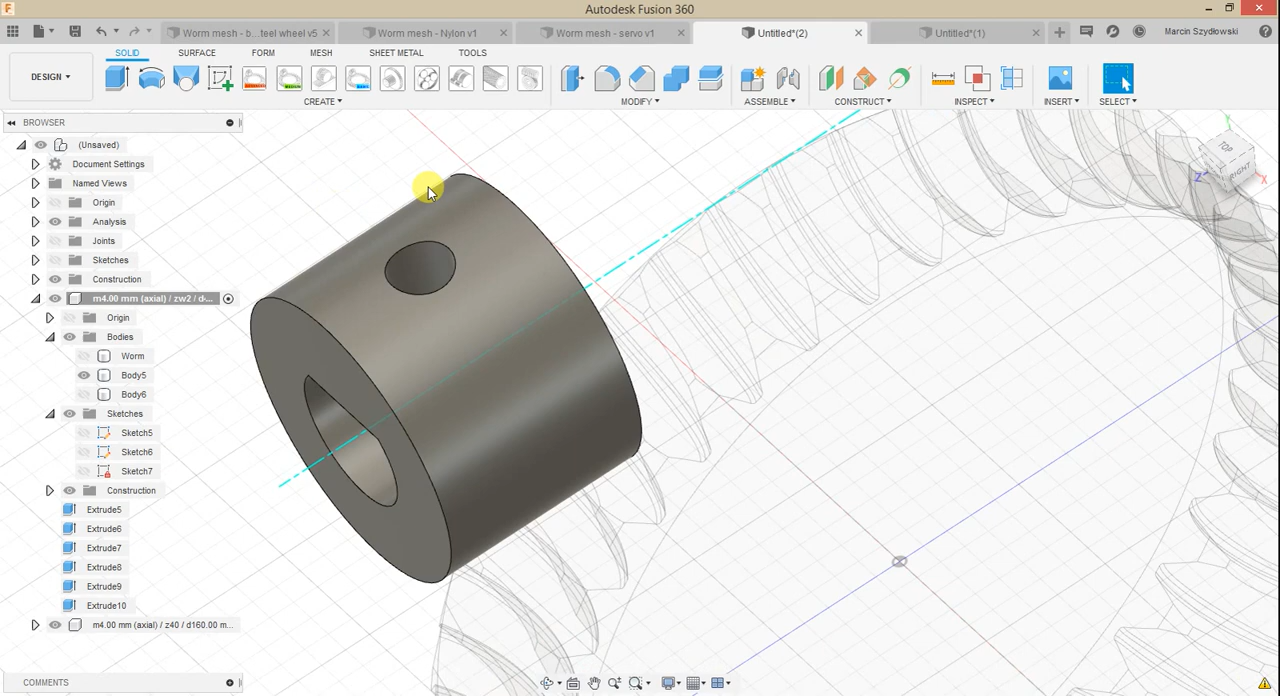 Autodesk Fusion 360
Worm mesh - b...teel wheel v5
Worm mesh - Nylon v1
Worm mesh - servo v1
Untitled*(2)
Untitled*(1)
Marcin Szydłowski
SOLID SURFACE FORM MESH SHEET METAL TOOLS
DESIGN
CREATE MODIFY ASSEMBLE CONSTRUCT INSPECT INSERT SELECT
BROWSER
(Unsaved)
Document Settings
Named Views
Origin
Analysis
Joints
Sketches
Construction
m4.00 mm (axial) / zw2 / d-...
Origin
Bodies
Worm
Body5
Body6
Sketches
Sketch5
Sketch6
Sketch7
Construction
Extrude5
Extrude6
Extrude7
Extrude8
Extrude9
Extrude10
m4.00 mm (axial) / z40 / d160.00 m...
COMMENTS
TOP
RIGHT
Y
Z
X